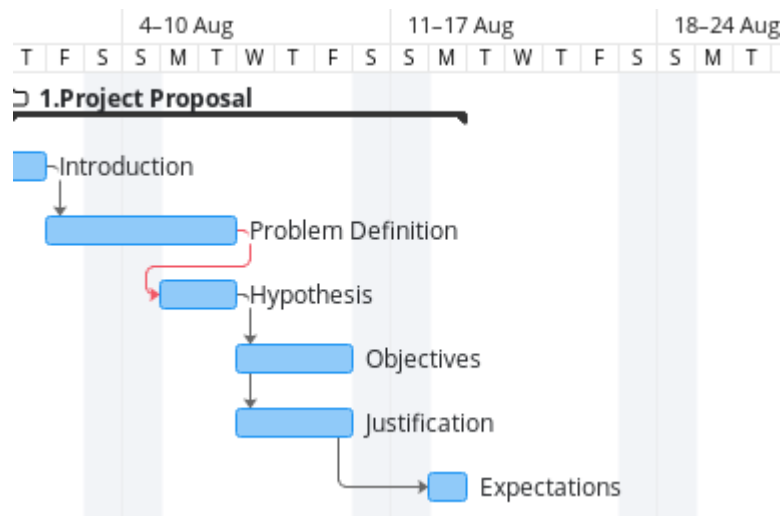 4–10 Aug 11–17 Aug 18–24 Aug
T F S S M T W T F S S M T W T F S S M T
1.Project Proposal
Introduction
Problem Definition
Hypothesis
Objectives
Justification
Expectations